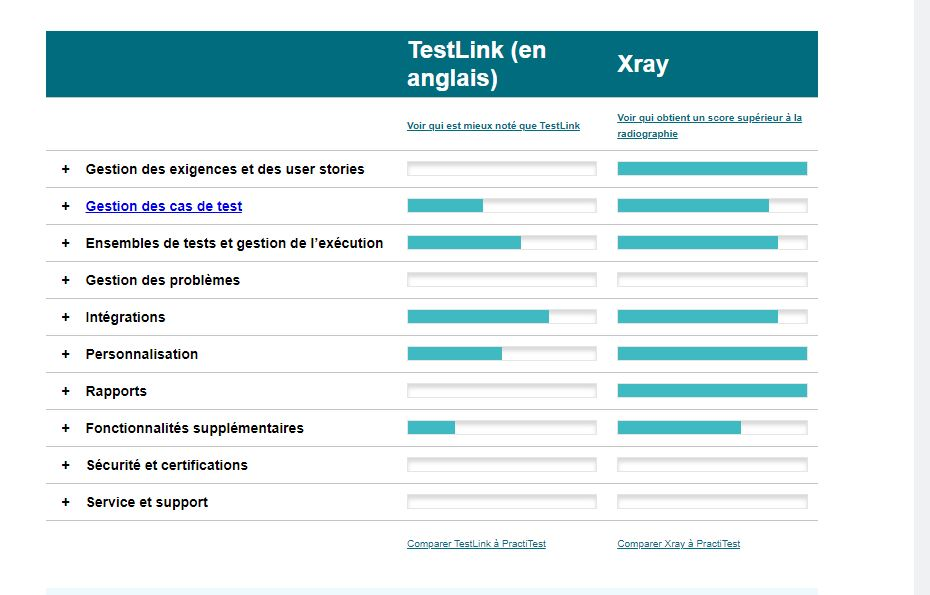 TestLink (en
anglais)
Xray
Voir qui est mieux noté que TestLink
Voir qui obtient un score supérieur à la
radiographie
+ Gestion des exigences et des user stories
+ Gestion des cas de test
+ Ensembles de tests et gestion de l’exécution
+ Gestion des problèmes
+ Intégrations
+ Personnalisation
+ Rapports
+ Fonctionnalités supplémentaires
+ Sécurité et certifications
+ Service et support
Comparer TestLink à PractiTest
Comparer Xray à PractiTest